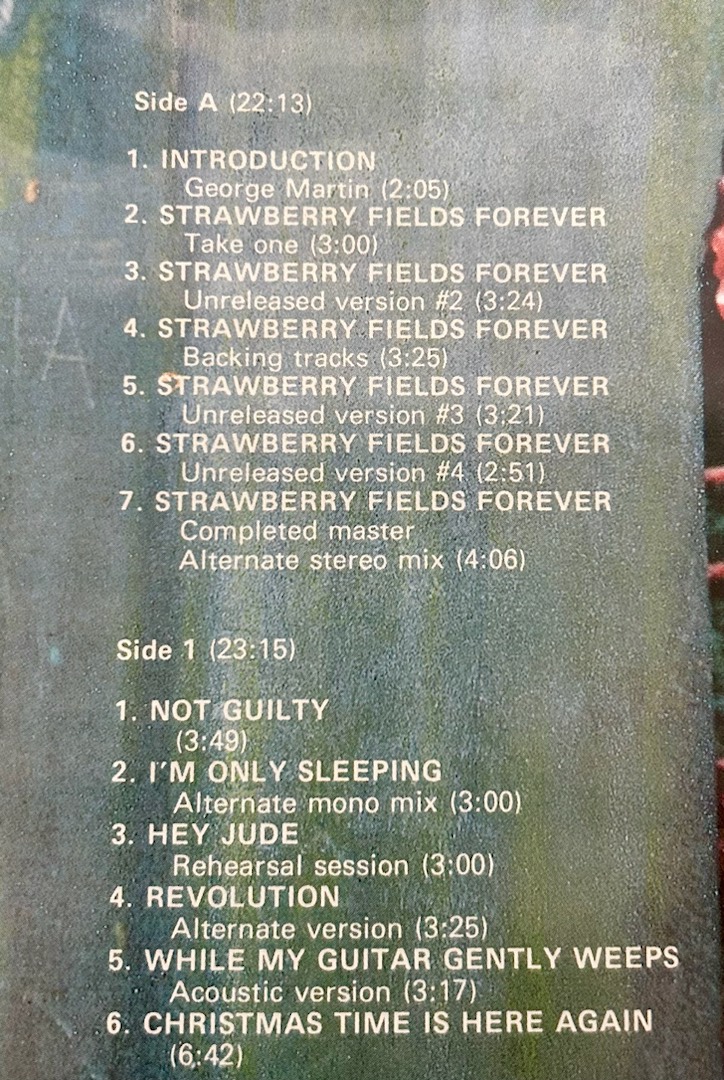 Side A (22:13)
1. INTRODUCTION
George Martin (2:05)
2. STRAWBERRY FIELDS FOREVER
Take one (3:00)
3. STRAWBERRY FIELDS FOREVER
Unreleased version #2 (3:24)
4. STRAWBERRY FIELDS FOREVER
Backing tracks (3:25)
5. STRAWBERRY FIELDS FOREVER
Unreleased version #3 (3:21)
6. STRAWBERRY FIELDS FOREVER
Unreleased version #4 (2:51)
7. STRAWBERRY FIELDS FOREVER
Completed master
Alternate stereo mix (4:06)
Side 1 (23:15)
1. NOT GUILTY
(3:49)
2. I'M ONLY SLEEPING
Alternate mono mix (3:00)
3. HEY JUDE
Rehearsal session (3:00)
4. REVOLUTION
Alternate version (3:25)
5. WHILE MY GUITAR GENTLY WEEPS
Acoustic version (3:17)
6. CHRISTMAS TIME IS HERE AGAIN
(6:42)